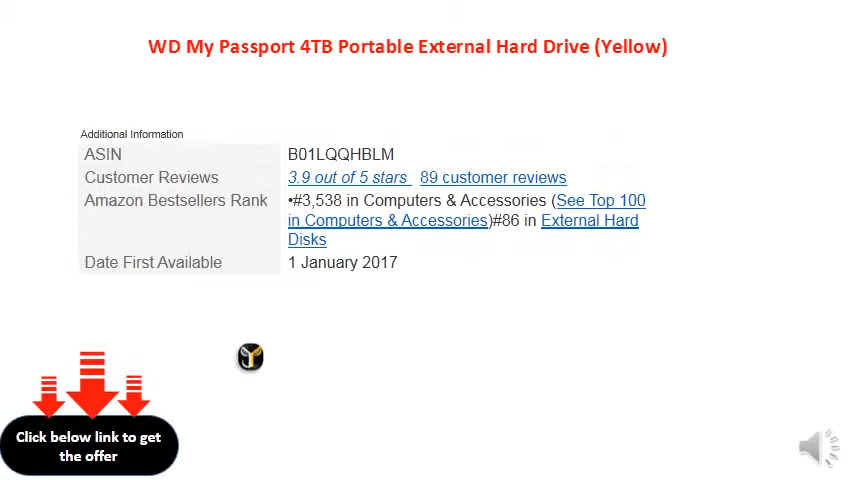 WD My Passport 4TB Portable External Hard Drive (Yellow)
Additional Information
ASIN B01LQQHBLM
Customer Reviews 3.9 out of 5 stars 89 customer reviews
Amazon Bestsellers Rank •#3,538 in Computers & Accessories (See Top 100
in Computers & Accessories)#86 in External Hard
Disks
Date First Available 1 January 2017
Click below link to get
the offer